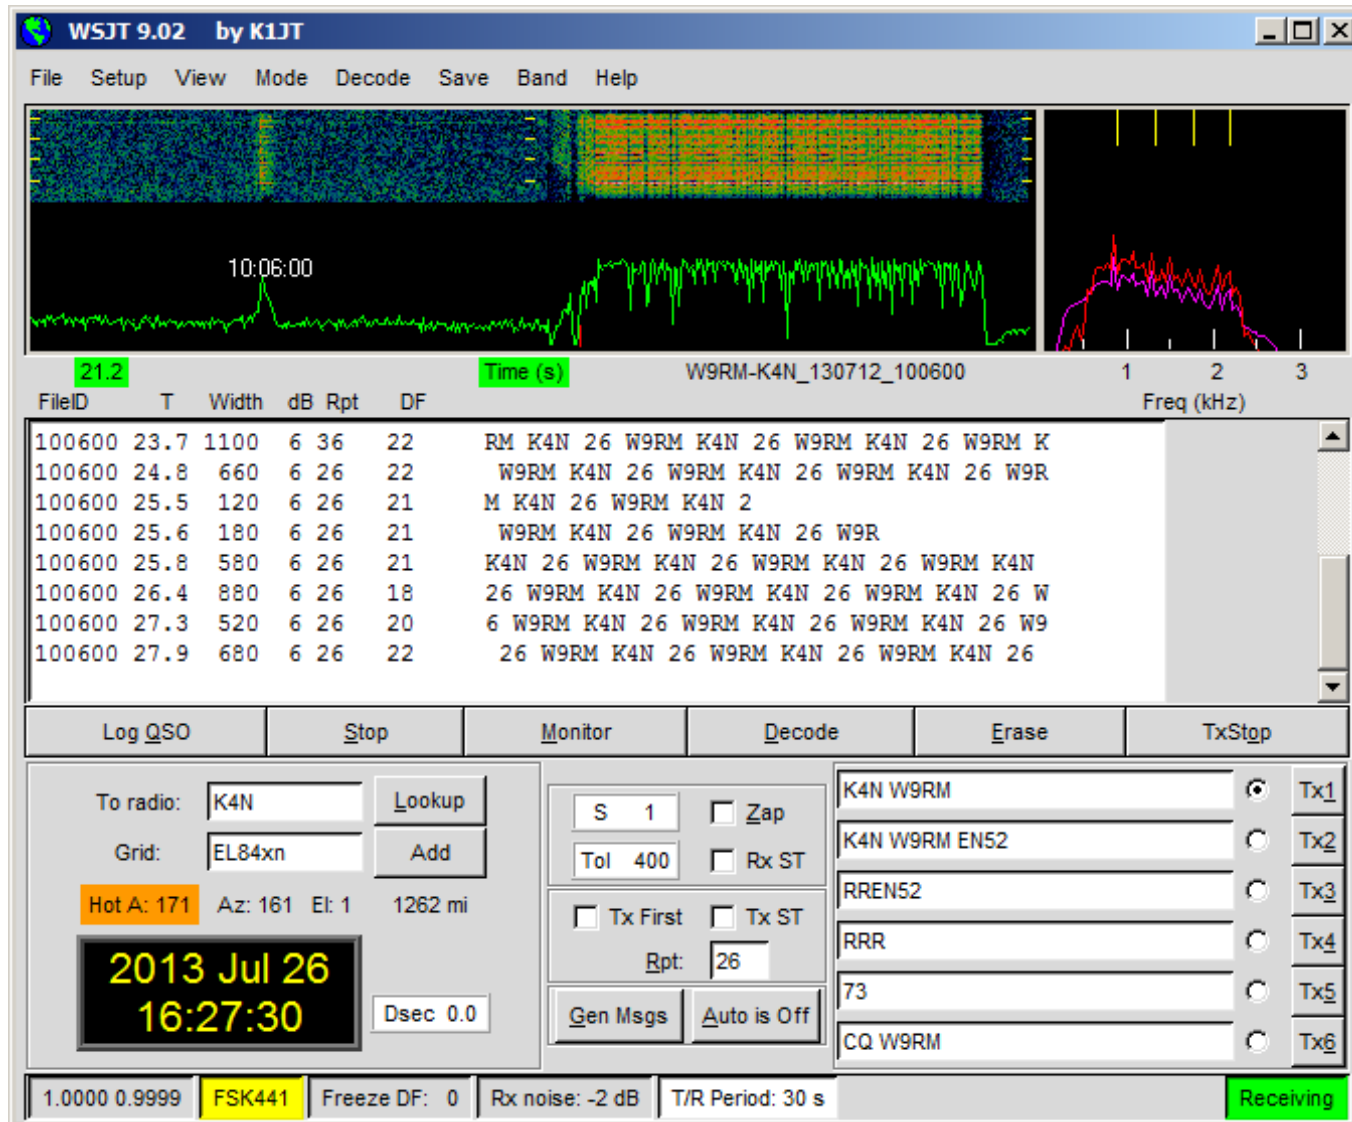 WSJT 9.02 by K1JT
File Setup View Mode Decode Save Band Help
10:06:00
21.2 Time (s) W9RM-K4N_130712_100600 1 2 3
FileID T Width dB Rpt DF Freq (kHz)
100600 23.7 1100 6 36 22 RM K4N 26 W9RM K4N 26 W9RM K4N 26 W9RM K
100600 24.8 660 6 26 22 W9RM K4N 26 W9RM K4N 26 W9RM K4N 26 W9R
100600 25.5 120 6 26 21 M K4N 26 W9RM K4N 2
100600 25.6 180 6 26 21 W9RM K4N 26 W9RM K4N 26 W9R
100600 25.8 580 6 26 21 K4N 26 W9RM K4N 26 W9RM K4N 26 W9RM K4N
100600 26.4 880 6 26 18 26 W9RM K4N 26 W9RM K4N 26 W9RM K4N 26 W
100600 27.3 520 6 26 20 6 W9RM K4N 26 W9RM K4N 26 W9RM K4N 26 W9
100600 27.9 680 6 26 22 26 W9RM K4N 26 W9RM K4N 26 W9RM K4N 26
Log QSO Stop Monitor Decode Erase TxStop
To radio: K4N Lookup
Grid: EL84xn Add
Hot A: 171 Az: 161 El: 1 1262 mi
2013 Jul 26
16:27:30
Dsec 0.0
S 1 Zap
Tol 400 Rx ST
Tx First Tx ST
Rpt: 26
Gen Msgs Auto is Off
K4N W9RM Tx1
K4N W9RM EN52 Tx2
RREN52 Tx3
RRR Tx4
73 Tx5
CQ W9RM Tx6
1.0000 0.9999 FSK441 Freeze DF: 0 Rx noise: -2 dB T/R Period: 30 s Receiving